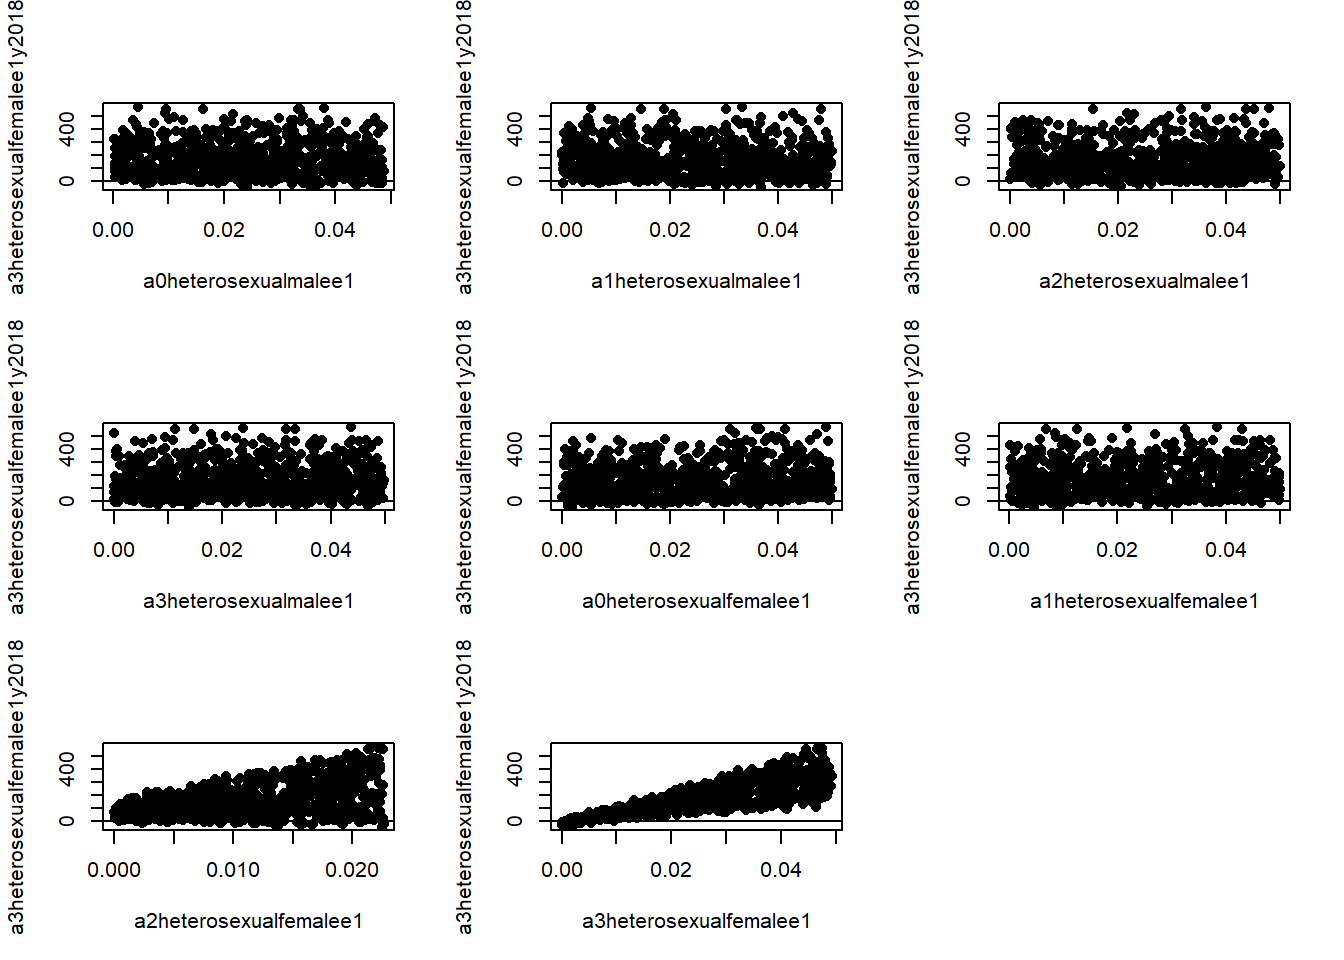 a3heterosexualfemalee1y2018
400
0
0.00 0.02 0.04
a0heterosexualmalee1
a3heterosexualfemalee1y2018
400
0
0.00 0.02 0.04
a1heterosexualmalee1
a3heterosexualfemalee1y2018
400
0
0.00 0.02 0.04
a2heterosexualmalee1
a3heterosexualfemalee1y2018
400
0
0.00 0.02 0.04
a3heterosexualmalee1
a3heterosexualfemalee1y2018
400
0
0.00 0.02 0.04
a0heterosexualfemalee1
a3heterosexualfemalee1y2018
400
0
0.00 0.02 0.04
a1heterosexualfemalee1
a3heterosexualfemalee1y2018
400
0
0.000 0.010 0.020
a2heterosexualfemalee1
a3heterosexualfemalee1y2018
400
0
0.00 0.02 0.04
a3heterosexualfemalee1